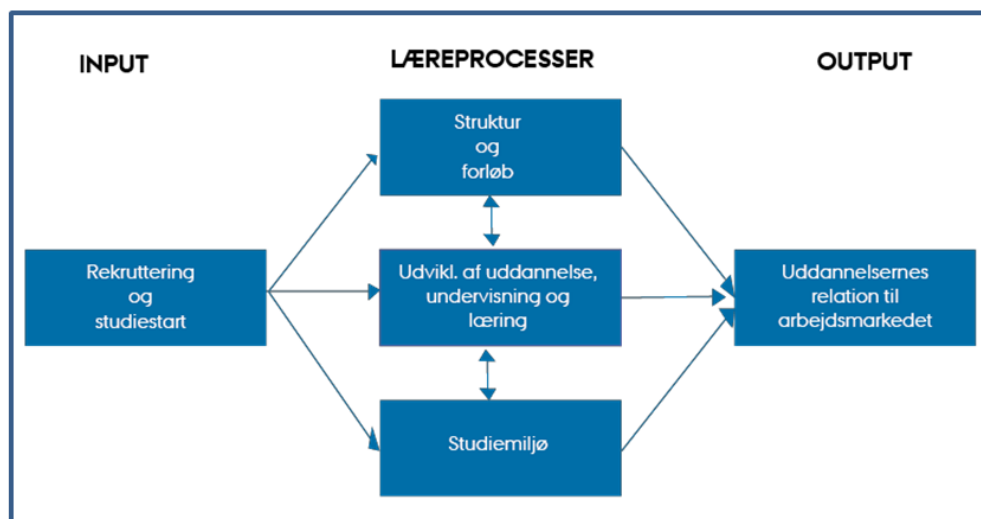 INPUT
LÆREPROCESSER
OUTPUT
Struktur
og
forløb
Rekruttering
og
studiestart
Udvikl. af uddannelse,
undervisning og
læring
Uddannelsernes
relation til
arbejdsmarkedet
Studiemiljø